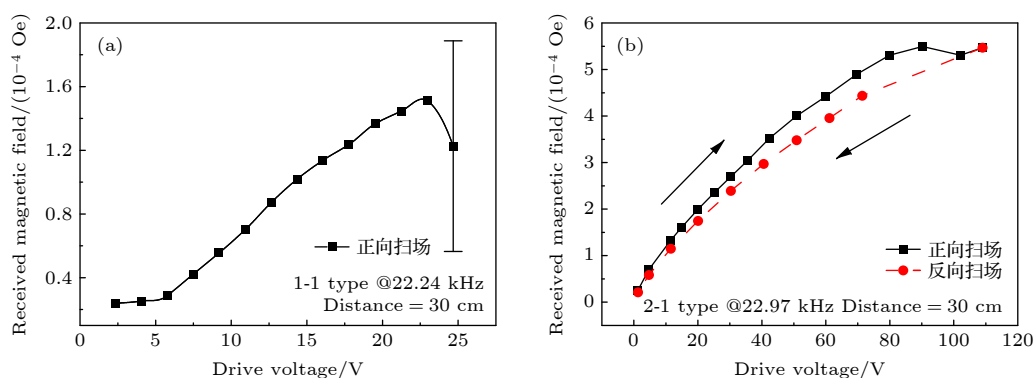 (a)
Received magnetic field/(10⁻⁴ Oe)
2.0
1.6
1.2
0.8
0.4
正向扫场
1-1 type @22.24 kHz
Distance = 30 cm
0 5 10 15 20 25
Drive voltage/V
(b)
Received magnetic field/(10⁻⁴ Oe)
6
5
4
3
2
1
0
正向扫场
反向扫场
2-1 type @22.97 kHz Distance = 30 cm
0 20 40 60 80 100 120
Drive voltage/V